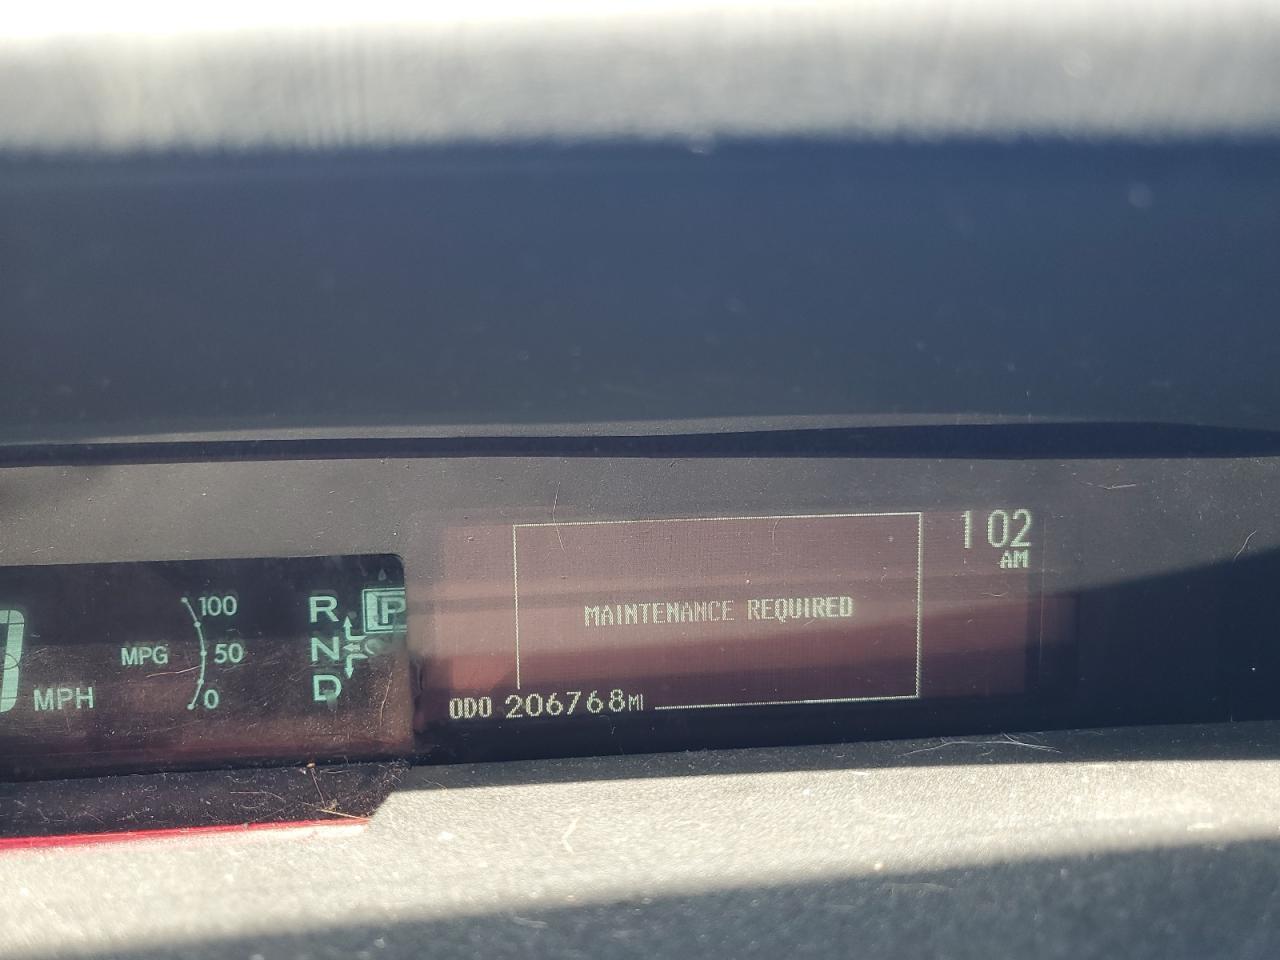 1 02
AM
MAINTENANCE REQUIRED
ODO 206768MI
100
MPG 50
0
MPH
R P
N
D